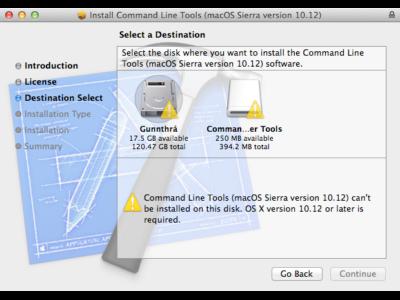 Install Command Line Tools (macOS Sierra version 10.12)
Select a Destination
Introduction
License
Destination Select
Installation Type
Installation
Summary
Select the disk where you want to install the Command Line
Tools (macOS Sierra version 10.12) software.
Gunnthrá
17.5 GB available
120.47 GB total
Comman...er Tools
250 MB available
394.2 MB total
Command Line Tools (macOS Sierra version 10.12) can't
be installed on this disk. OS X version 10.12 or later is
required.
Go Back
Continue